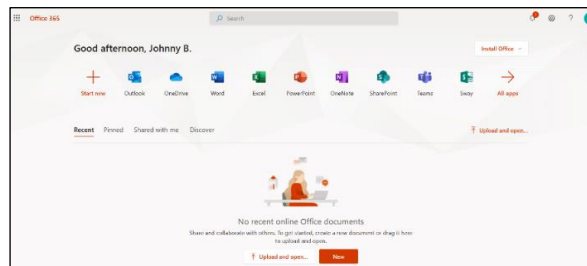 Office 365
Search
?
Good afternoon, Johnny B.
Install Office
Start new
Outlook
OneDrive
Word
Excel
PowerPoint
OneNote
SharePoint
Teams
Sway
All apps
Recent
Pinned
Shared with me
Discover
Upload and open...
No recent online Office documents
Share and collaborate with others. To get started, create a new document or drag it here
to upload and open.
Upload and open...
New